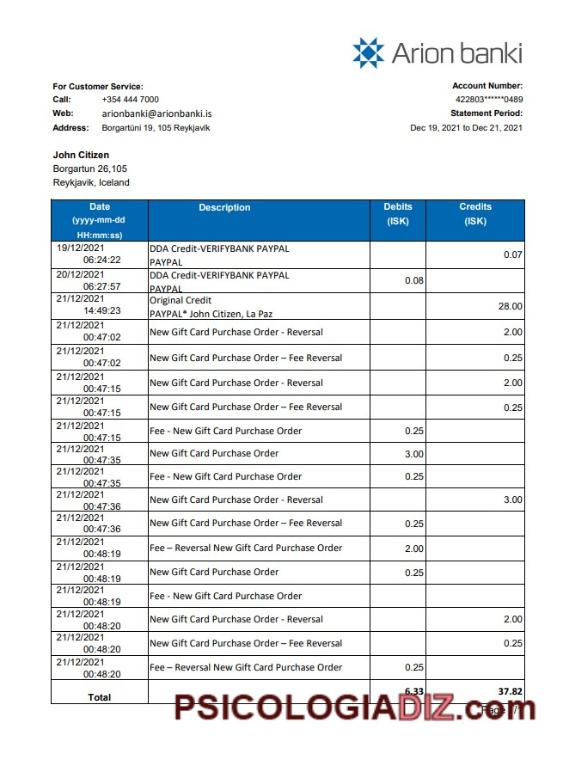 Arion banki
For Customer Service:
Call: +354 444 7000
Web: arionbanki@arionbanki.is
Address: Borgartúni 19, 105 Reykjavik
Account Number:
422803******0489
Statement Period:
Dec 19, 2021 to Dec 21, 2021
John Citizen
Borgartun 26,105
Reykjavik, Iceland
Date (yyyy-mm-dd HH:mm:ss) Description Debits (ISK) Credits (ISK)
19/12/2021 06:24:22 DDA Credit-VERIFYBANK PAYPAL PAYPAL 0.07
20/12/2021 06:27:57 DDA Credit-VERIFYBANK PAYPAL PAYPAL 0.08
21/12/2021 14:49:23 Original Credit PAYPAL* John Citizen, La Paz 28.00
21/12/2021 00:47:02 New Gift Card Purchase Order - Reversal 2.00
21/12/2021 00:47:02 New Gift Card Purchase Order – Fee Reversal 0.25
21/12/2021 00:47:15 New Gift Card Purchase Order - Reversal 2.00
21/12/2021 00:47:15 New Gift Card Purchase Order – Fee Reversal 0.25
21/12/2021 00:47:15 Fee - New Gift Card Purchase Order 0.25
21/12/2021 00:47:35 New Gift Card Purchase Order 3.00
21/12/2021 00:47:35 Fee - New Gift Card Purchase Order 0.25
21/12/2021 00:47:36 New Gift Card Purchase Order - Reversal 3.00
21/12/2021 00:47:36 New Gift Card Purchase Order – Fee Reversal 0.25
21/12/2021 00:48:19 Fee – Reversal New Gift Card Purchase Order 2.00
21/12/2021 00:48:19 New Gift Card Purchase Order 0.25
21/12/2021 00:48:19 Fee - New Gift Card Purchase Order
21/12/2021 00:48:20 New Gift Card Purchase Order - Reversal 2.00
21/12/2021 00:48:20 New Gift Card Purchase Order – Fee Reversal 0.25
21/12/2021 00:48:20 Fee – Reversal New Gift Card Purchase Order 0.25
Total 6.33 37.82
PSICOLOGIADIZ.com